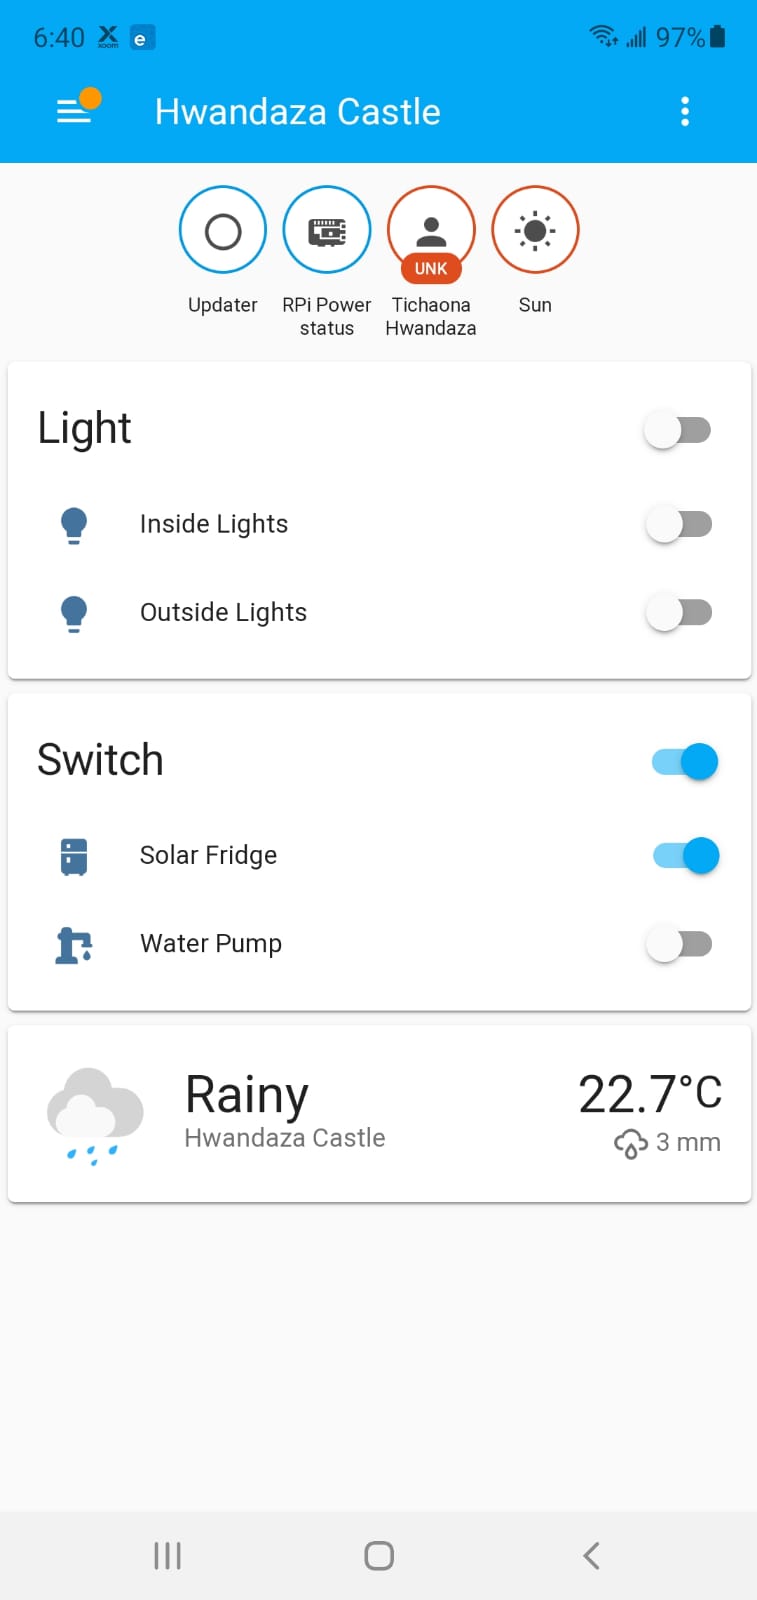 6:40 X xoom e 97%
Hwandaza Castle
UNK
Updater RPi Power Tichaona Sun
status Hwandaza
Light
Inside Lights
Outside Lights
Switch
Solar Fridge
Water Pump
Rainy 22.7°C
Hwandaza Castle 3 mm